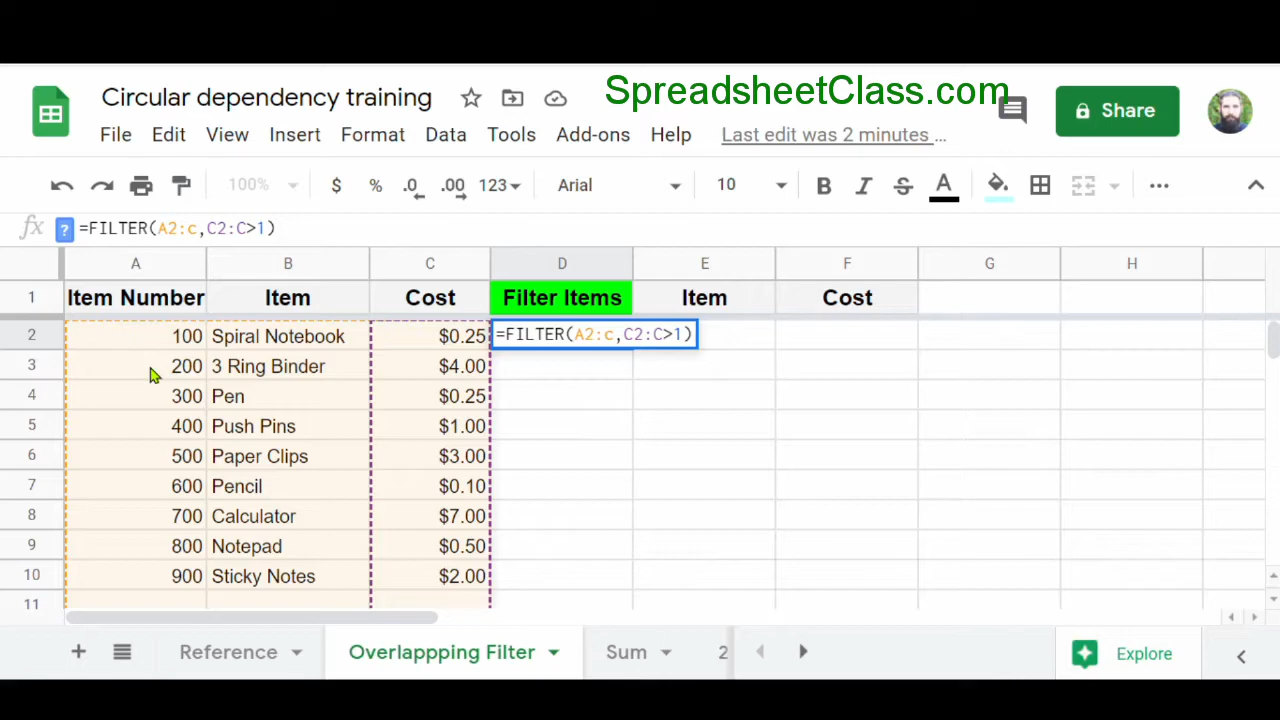 SpreadsheetClass.com
Circular dependency training
Share
File Edit View Insert Format Data Tools Add-ons Help Last edit was 2 minutes …
100% $ % .0 .00 123 Arial 10 B I S A
fx ? =FILTER(A2:c,C2:C>1)
A B C D E F G H
1 Item Number Item Cost Filter Items Item Cost
2 100 Spiral Notebook $0.25 =FILTER(A2:c,C2:C>1)
3 200 3 Ring Binder $4.00
4 300 Pen $0.25
5 400 Push Pins $1.00
6 500 Paper Clips $3.00
7 600 Pencil $0.10
8 700 Calculator $7.00
9 800 Notepad $0.50
10 900 Sticky Notes $2.00
11
Reference Overlappping Filter Sum 2 Explore